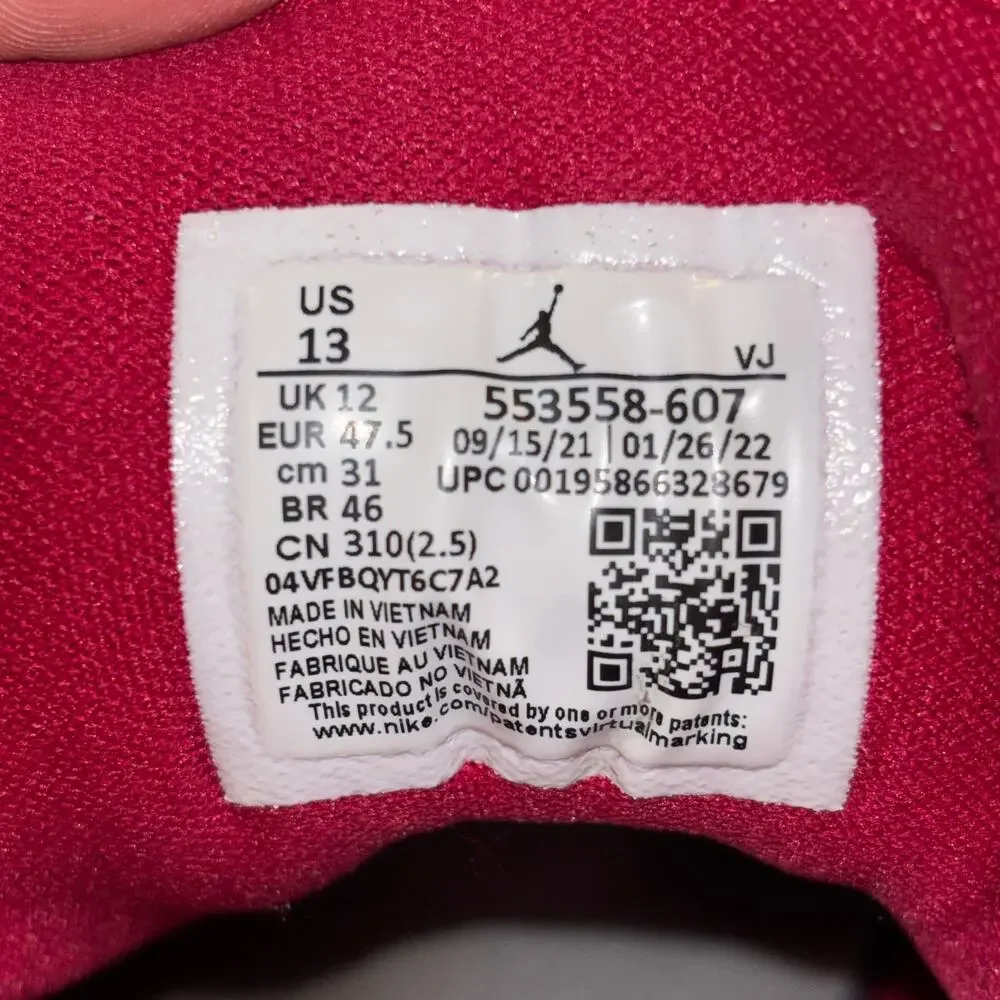 US
13
VJ
UK 12
553558-607
EUR 47.5
09/15/21 | 01/26/22
cm 31
UPC 00195866328679
BR 46
CN 310(2.5)
04VFBQYT6C7A2
MADE IN VIETNAM
HECHO EN VIETNAM
FABRIQUE AU VIETNAM
FABRICADO NO VIETNÃ
This product is covered by one or more patents:
www.nike.com/patentsvirtualmarking